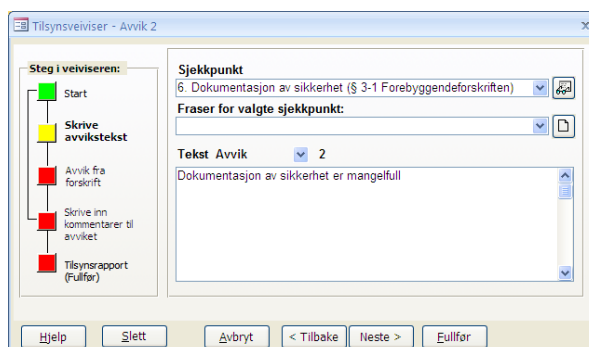 Tilsynsveiviser - Avvik 2
Steg i veiviseren:
Start
Skrive
avvikstekst
Avvik fra
forskrift
Skrive inn
kommentarer til
avviket
Tilsynsrapport
(Fullfør)
Sjekkpunkt
6. Dokumentasjon av sikkerhet (§ 3-1 Forebyggendeforskriften)
Fraser for valgte sjekkpunkt:
Tekst Avvik 2
Dokumentasjon av sikkerhet er mangelfull
Hjelp Slett Avbryt < Tilbake Neste > Fullfør